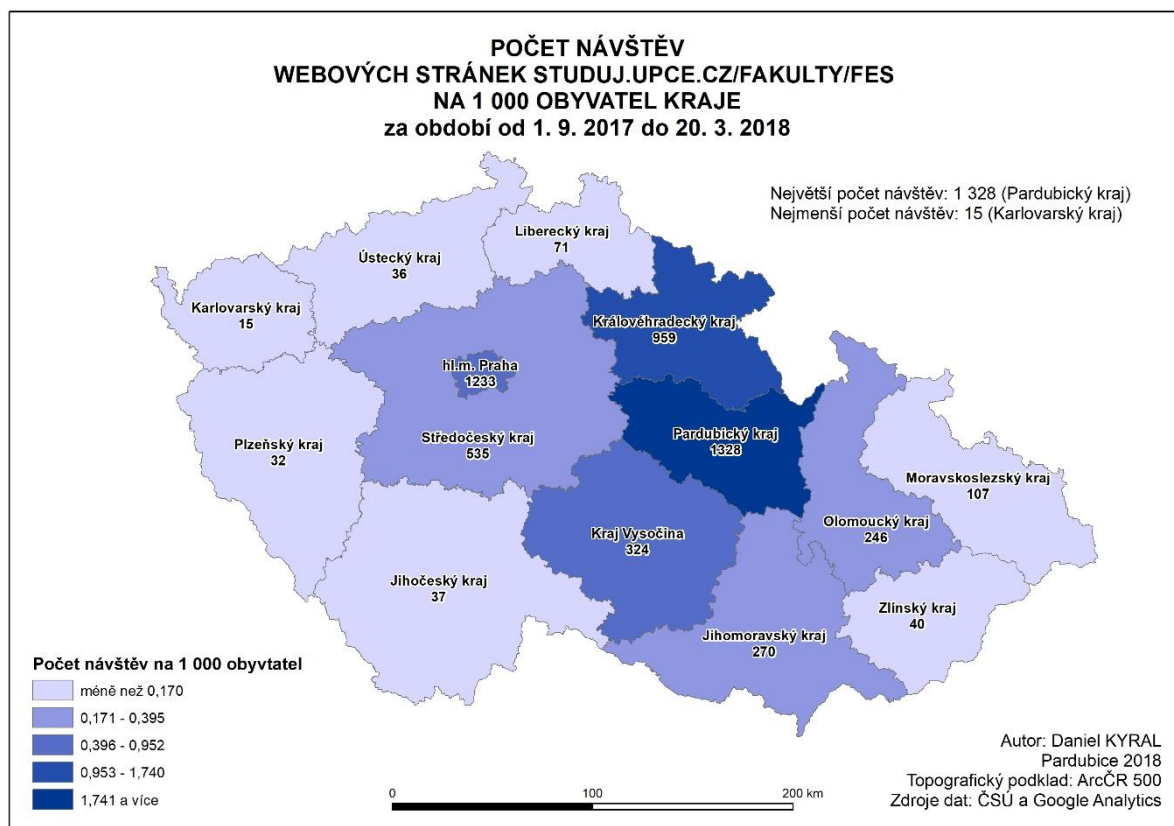 POČET NÁVŠTĚV
WEBOVÝCH STRÁNEK STUDUJ.UPCE.CZ/FAKULTY/FES
NA 1 000 OBYVATEL KRAJE
za období od 1. 9. 2017 do 20. 3. 2018
Největší počet návštěv: 1 328 (Pardubický kraj)
Nejmenší počet návštěv: 15 (Karlovarský kraj)
Liberecký kraj
71
Ústecký kraj
36
Karlovarský kraj
15
Královéhradecký kraj
959
hl.m. Praha
1233
Plzeňský kraj
32
Středočeský kraj
535
Pardubický kraj
1328
Moravskoslezský kraj
107
Olomoucký kraj
246
Kraj Vysočina
324
Jihočeský kraj
37
Zlínský kraj
40
Jihomoravský kraj
270
Počet návštěv na 1 000 obyvtatel
méně než 0,170
0,171 - 0,395
0,396 - 0,952
0,953 - 1,740
1,741 a více
0 100 200 km
Autor: Daniel KYRAL
Pardubice 2018
Topografický podklad: ArcČR 500
Zdroje dat: ČSÚ a Google Analytics